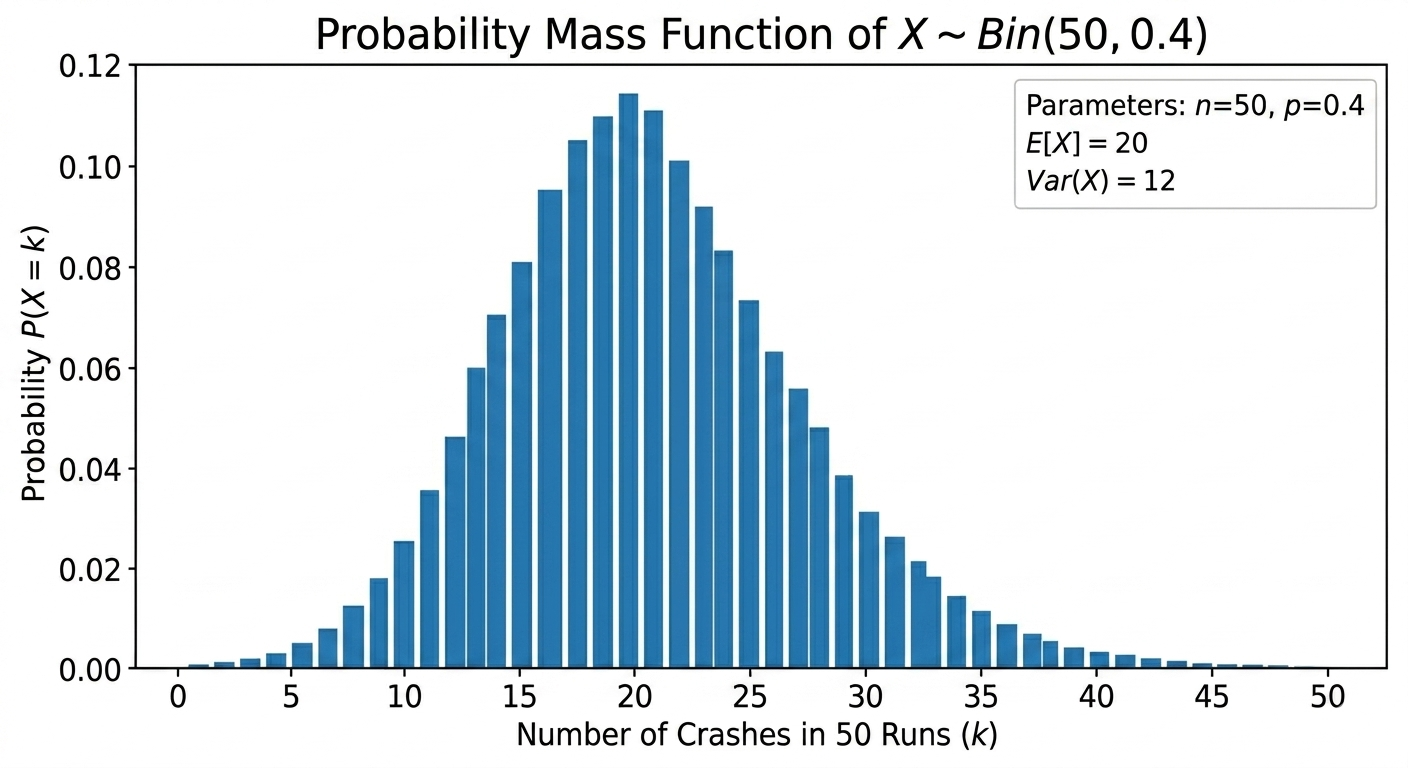 Probability Mass Function of X ~ Bin(50, 0.4)
Parameters: n=50, p=0.4
E[X] = 20
Var(X) = 12
Probability P(X = k)
0.12
0.10
0.08
0.06
0.04
0.02
0.00
0 5 10 15 20 25 30 35 40 45 50
Number of Crashes in 50 Runs (k)